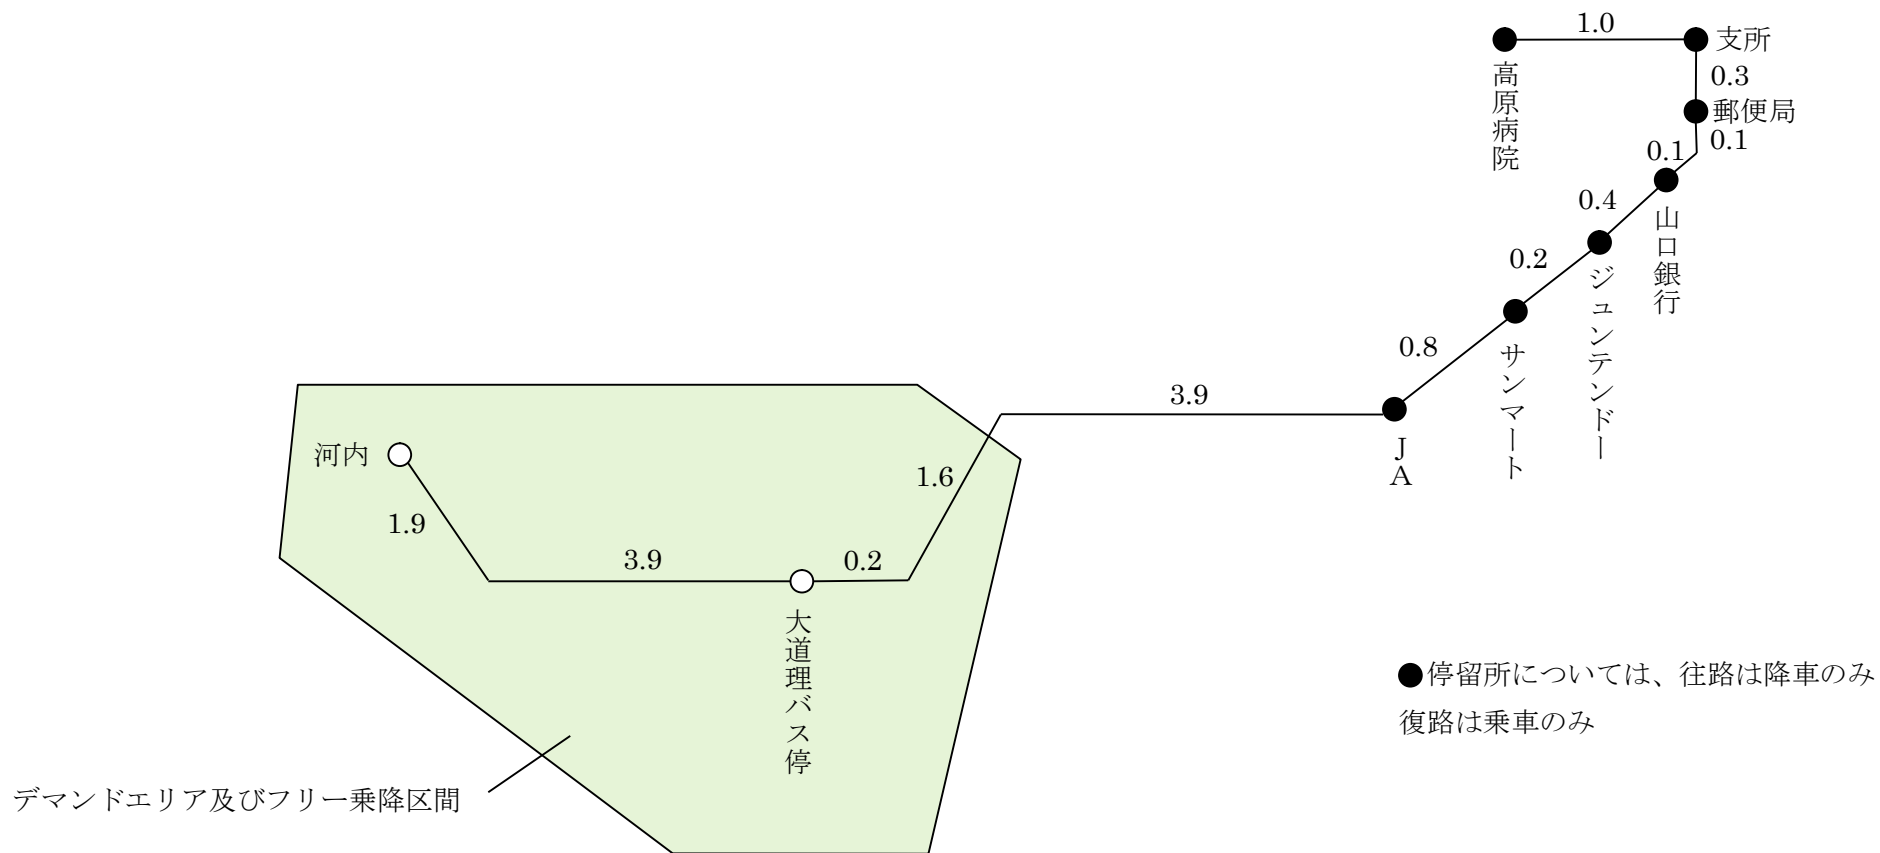 1.0
支所
0.3
高原病院
郵便局
0.1
0.1
0.4
山口銀行
0.2
ジュンテンドー
0.8
サンマート
3.9
JA
河内
1.6
1.9
3.9
0.2
大道理バス停
●停留所については、往路は降車のみ
復路は乗車のみ
デマンドエリア及びフリー乗降区間